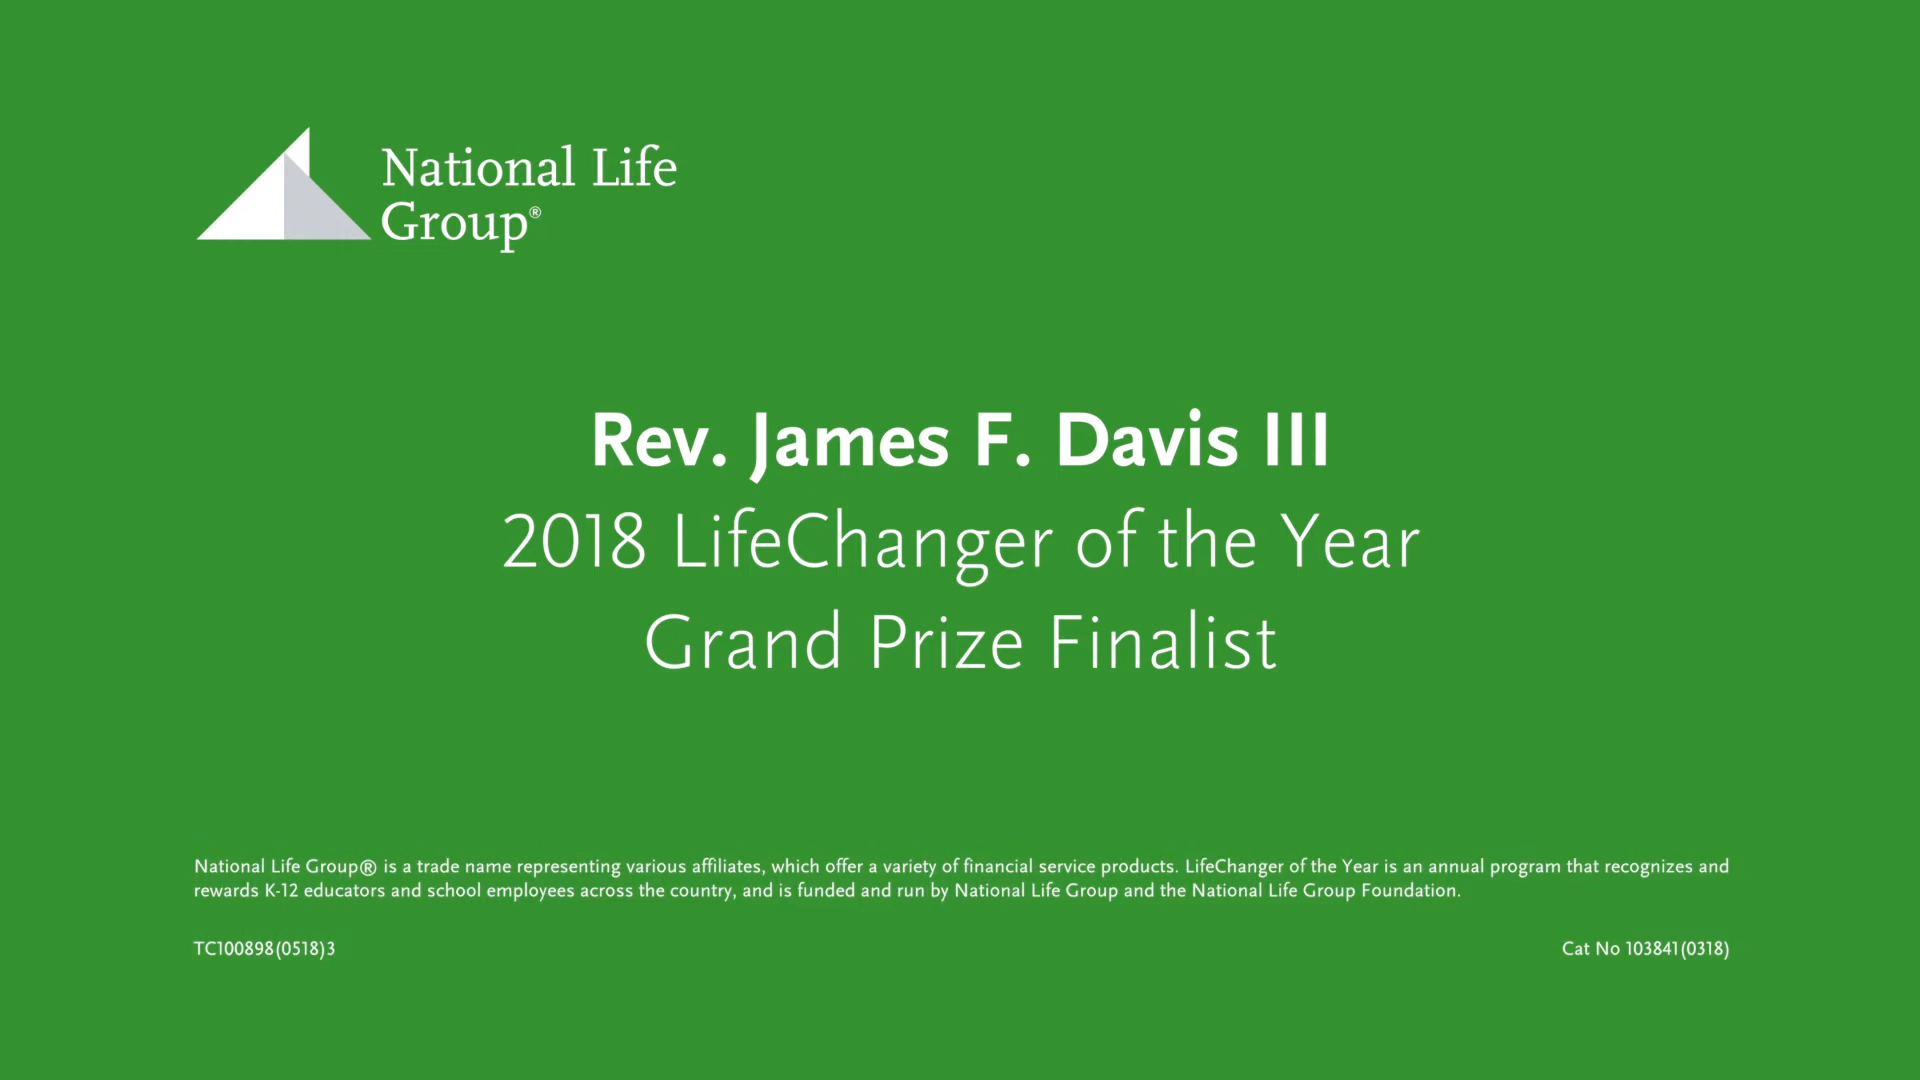 National Life
Group®
Rev. James F. Davis III
2018 LifeChanger of the Year
Grand Prize Finalist
National Life Group® is a trade name representing various affiliates, which offer a variety of financial service products. LifeChanger of the Year is an annual program that recognizes and
rewards K-12 educators and school employees across the country, and is funded and run by National Life Group and the National Life Group Foundation.
TC100898(0518)3
Cat No 103841(0318)